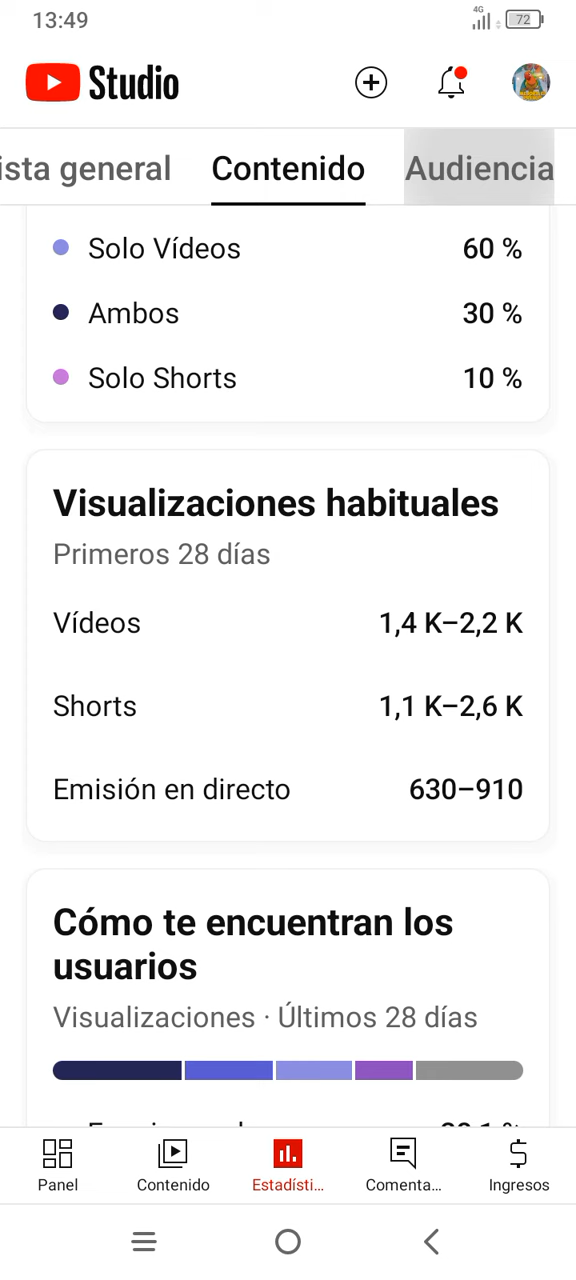 13:49
4G
72
Studio
ista general
Contenido
Audiencia
Solo Vídeos
60 %
Ambos
30 %
Solo Shorts
10 %
Visualizaciones habituales
Primeros 28 días
Vídeos
1,4 K–2,2 K
Shorts
1,1 K–2,6 K
Emisión en directo
630–910
Cómo te encuentran los
usuarios
Visualizaciones · Últimos 28 días
Panel
Contenido
Estadísti...
Comenta...
Ingresos